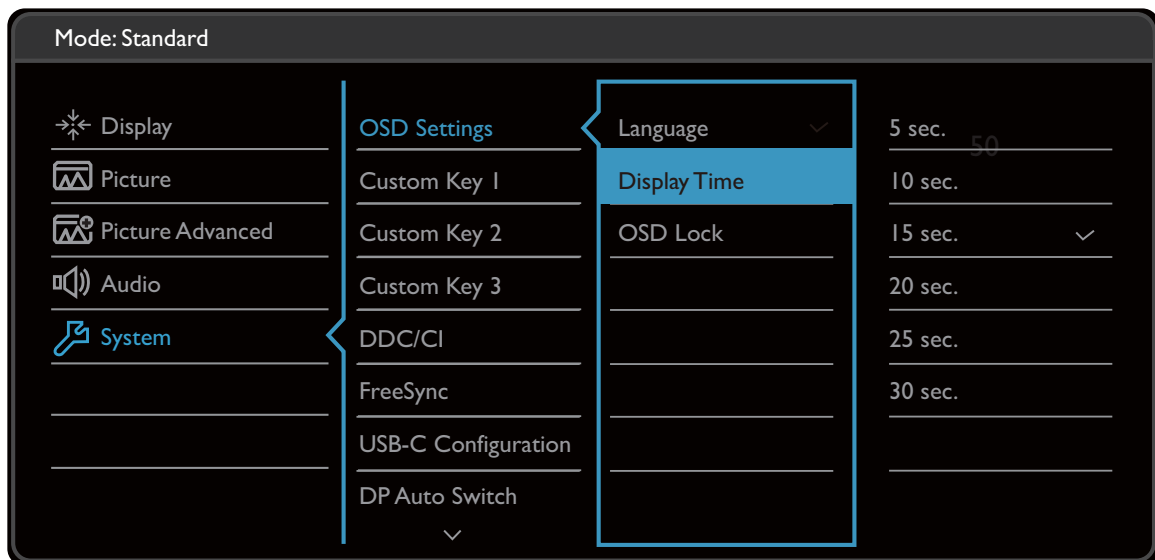 Mode: Standard
Display
Picture
Picture Advanced
Audio
System
OSD Settings
Custom Key 1
Custom Key 2
Custom Key 3
DDC/CI
FreeSync
USB-C Configuration
DP Auto Switch
Language
Display Time
OSD Lock
5 sec.
50
10 sec.
15 sec.
20 sec.
25 sec.
30 sec.